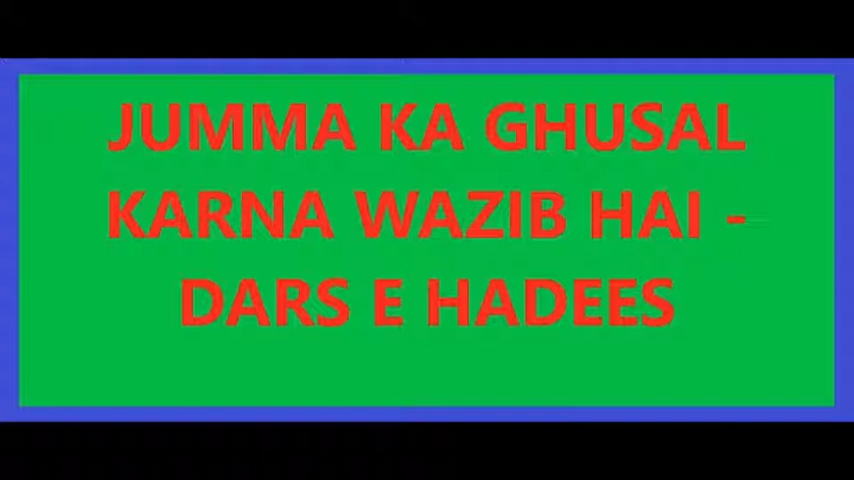 JUMMA KA GHUSAL
KARNA WAZIB HAI -
DARS E HADEES